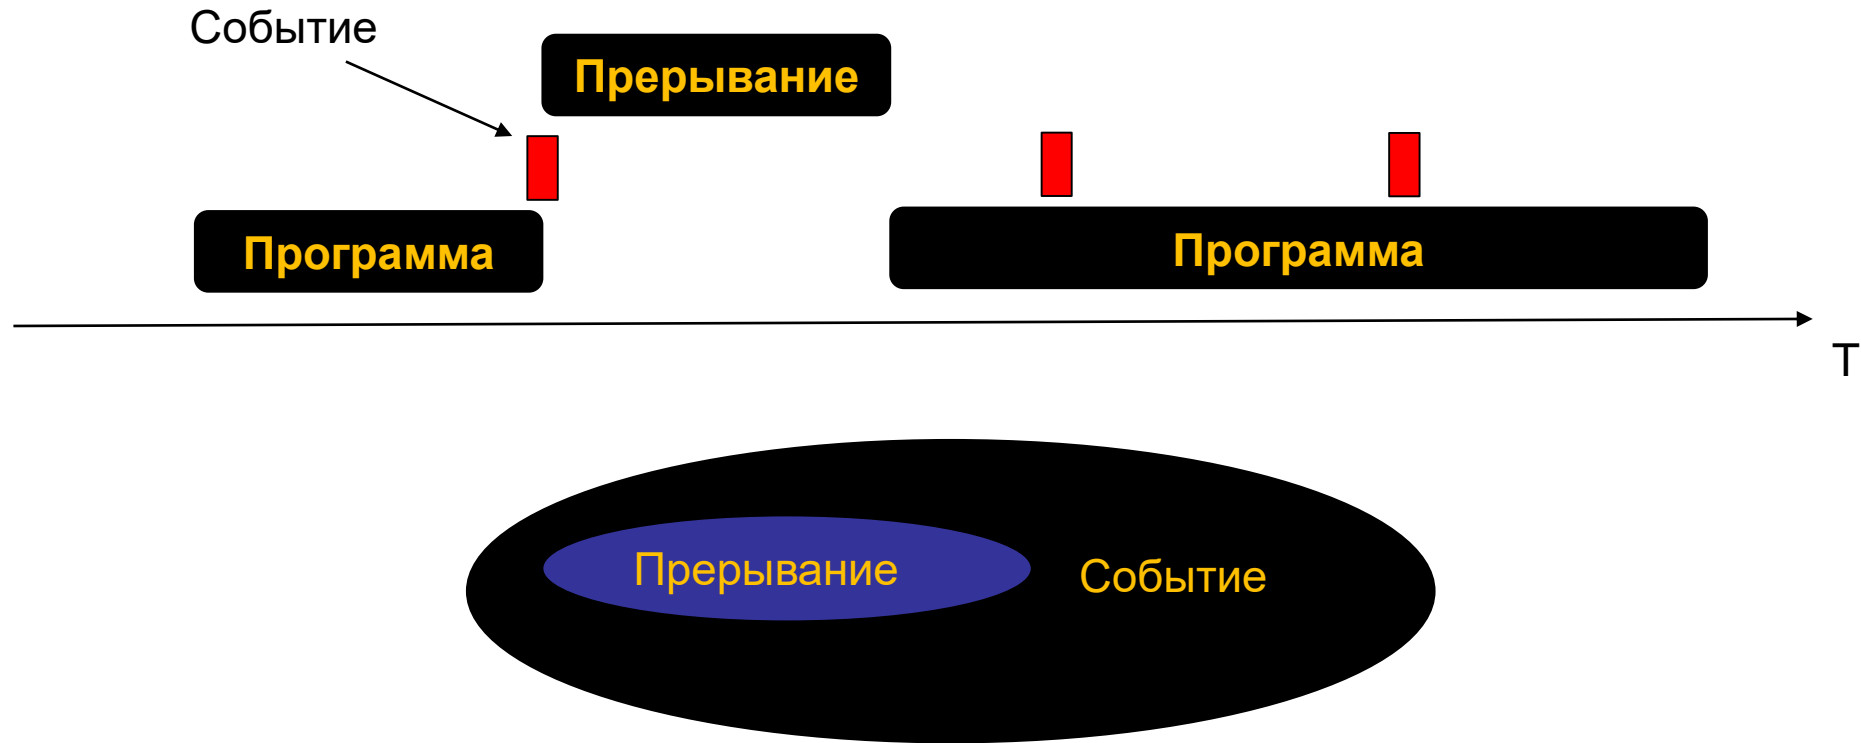 Событие
Прерывание
Программа
Программа
T
Прерывание
Событие